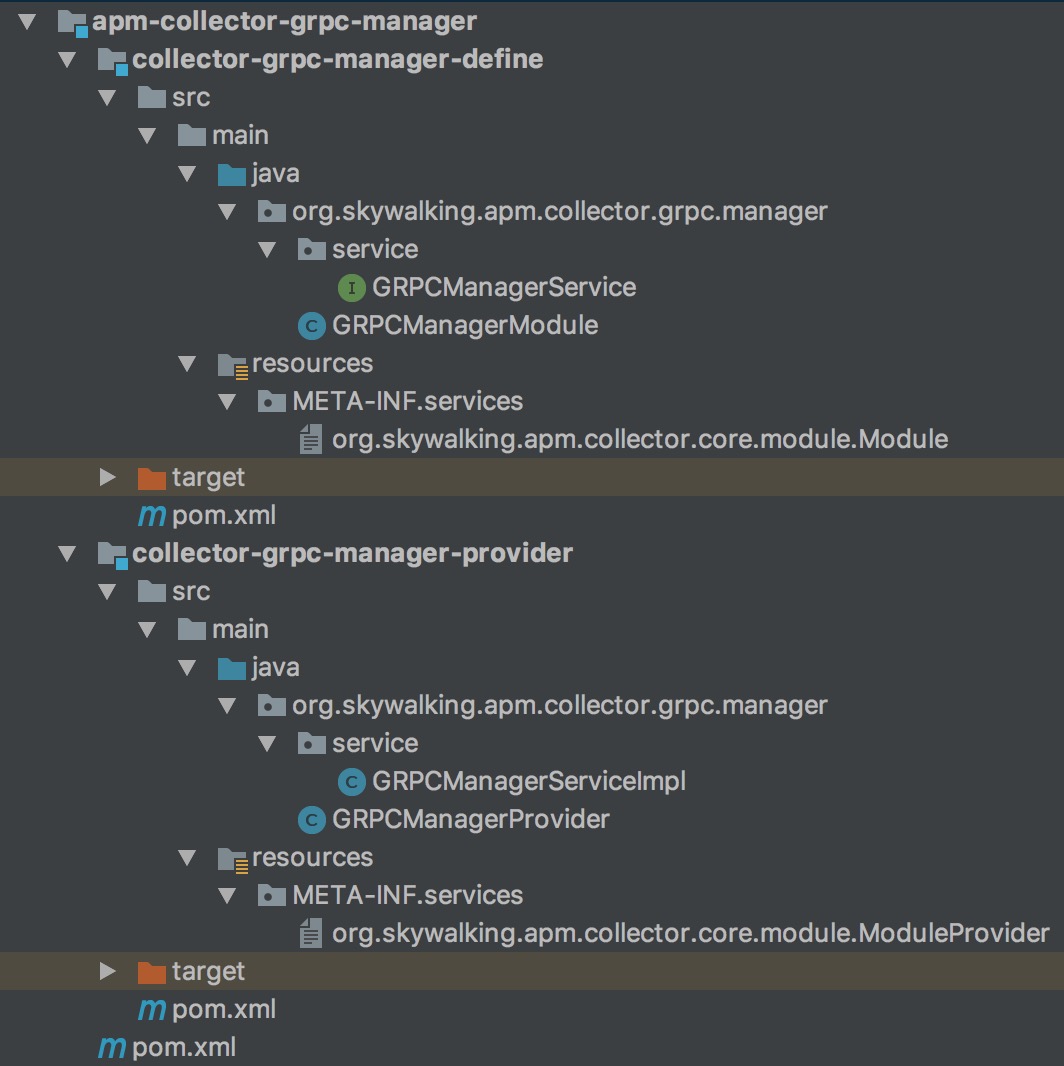 apm-collector-grpc-manager
collector-grpc-manager-define
src
main
java
org.skywalking.apm.collector.grpc.manager
service
I GRPCManagerService
C GRPCManagerModule
resources
META-INF.services
org.skywalking.apm.collector.core.module.Module
target
m pom.xml
collector-grpc-manager-provider
src
main
java
org.skywalking.apm.collector.grpc.manager
service
C GRPCManagerServiceImpl
C GRPCManagerProvider
resources
META-INF.services
org.skywalking.apm.collector.core.module.ModuleProvider
target
m pom.xml
m pom.xml